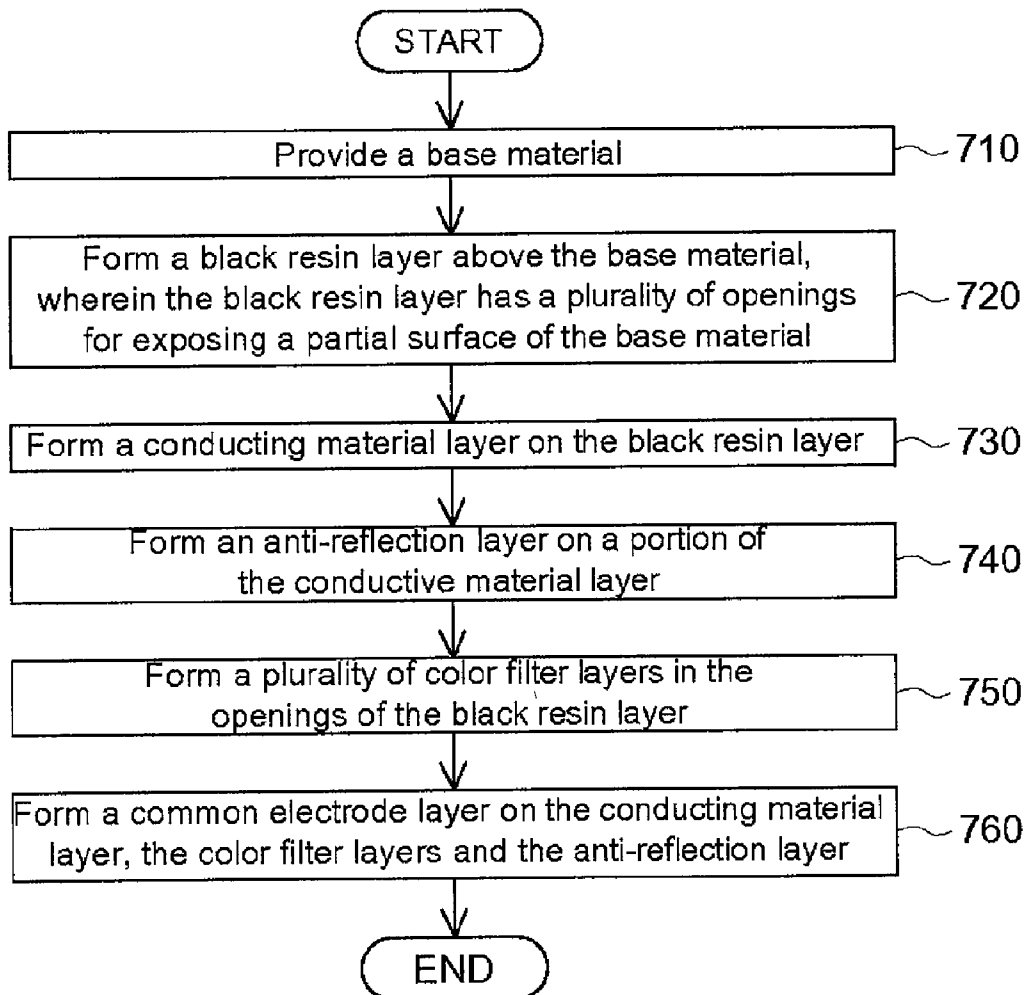 START
Provide a base material
710
Form a black resin layer above the base material,
wherein the black resin layer has a plurality of openings
for exposing a partial surface of the base material
720
Form a conducting material layer on the black resin layer
730
Form an anti-reflection layer on a portion of
the conductive material layer
740
Form a plurality of color filter layers in the
openings of the black resin layer
750
Form a common electrode layer on the conducting material
layer, the color filter layers and the anti-reflection layer
760
END